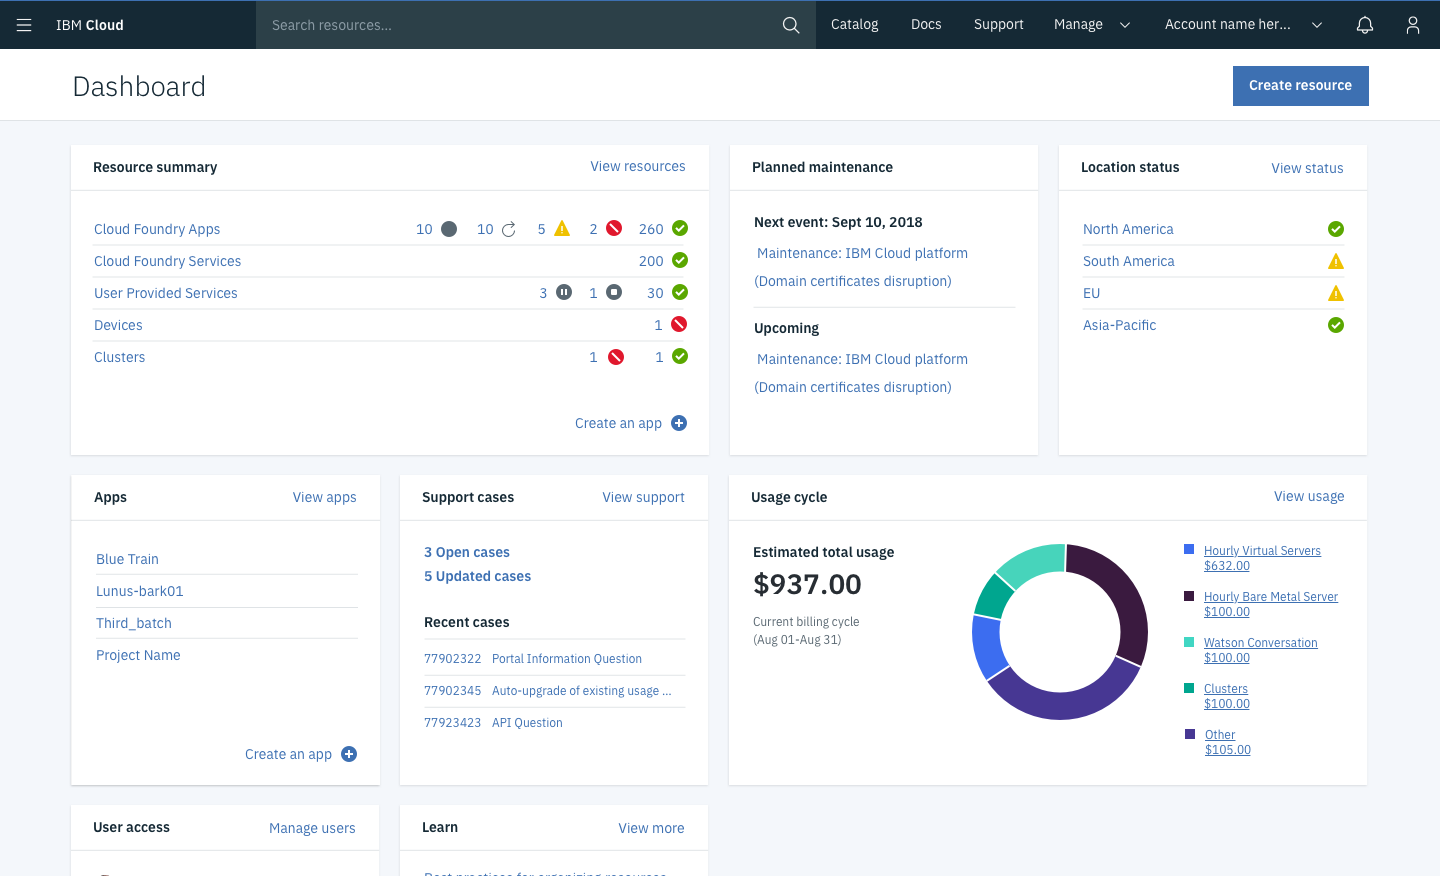 IBM Cloud
Search resources...
Catalog
Docs
Support
Manage
Account name her...
Dashboard
Create resource
Resource summary
View resources
Cloud Foundry Apps 10 10 5 2 260
Cloud Foundry Services 200
User Provided Services 3 1 30
Devices 1
Clusters 1 1
Create an app
Planned maintenance
Next event: Sept 10, 2018
Maintenance: IBM Cloud platform
(Domain certificates disruption)
Upcoming
Maintenance: IBM Cloud platform
(Domain certificates disruption)
Location status
View status
North America
South America
EU
Asia-Pacific
Apps
View apps
Blue Train
Lunus-bark01
Third_batch
Project Name
Create an app
Support cases
View support
3 Open cases
5 Updated cases
Recent cases
77902322 Portal Information Question
77902345 Auto-upgrade of existing usage ...
77923423 API Question
Usage cycle
View usage
Estimated total usage
$937.00
Current billing cycle
(Aug 01-Aug 31)
Hourly Virtual Servers
$632.00
Hourly Bare Metal Server
$100.00
Watson Conversation
$100.00
Clusters
$100.00
Other
$105.00
User access
Manage users
Learn
View more